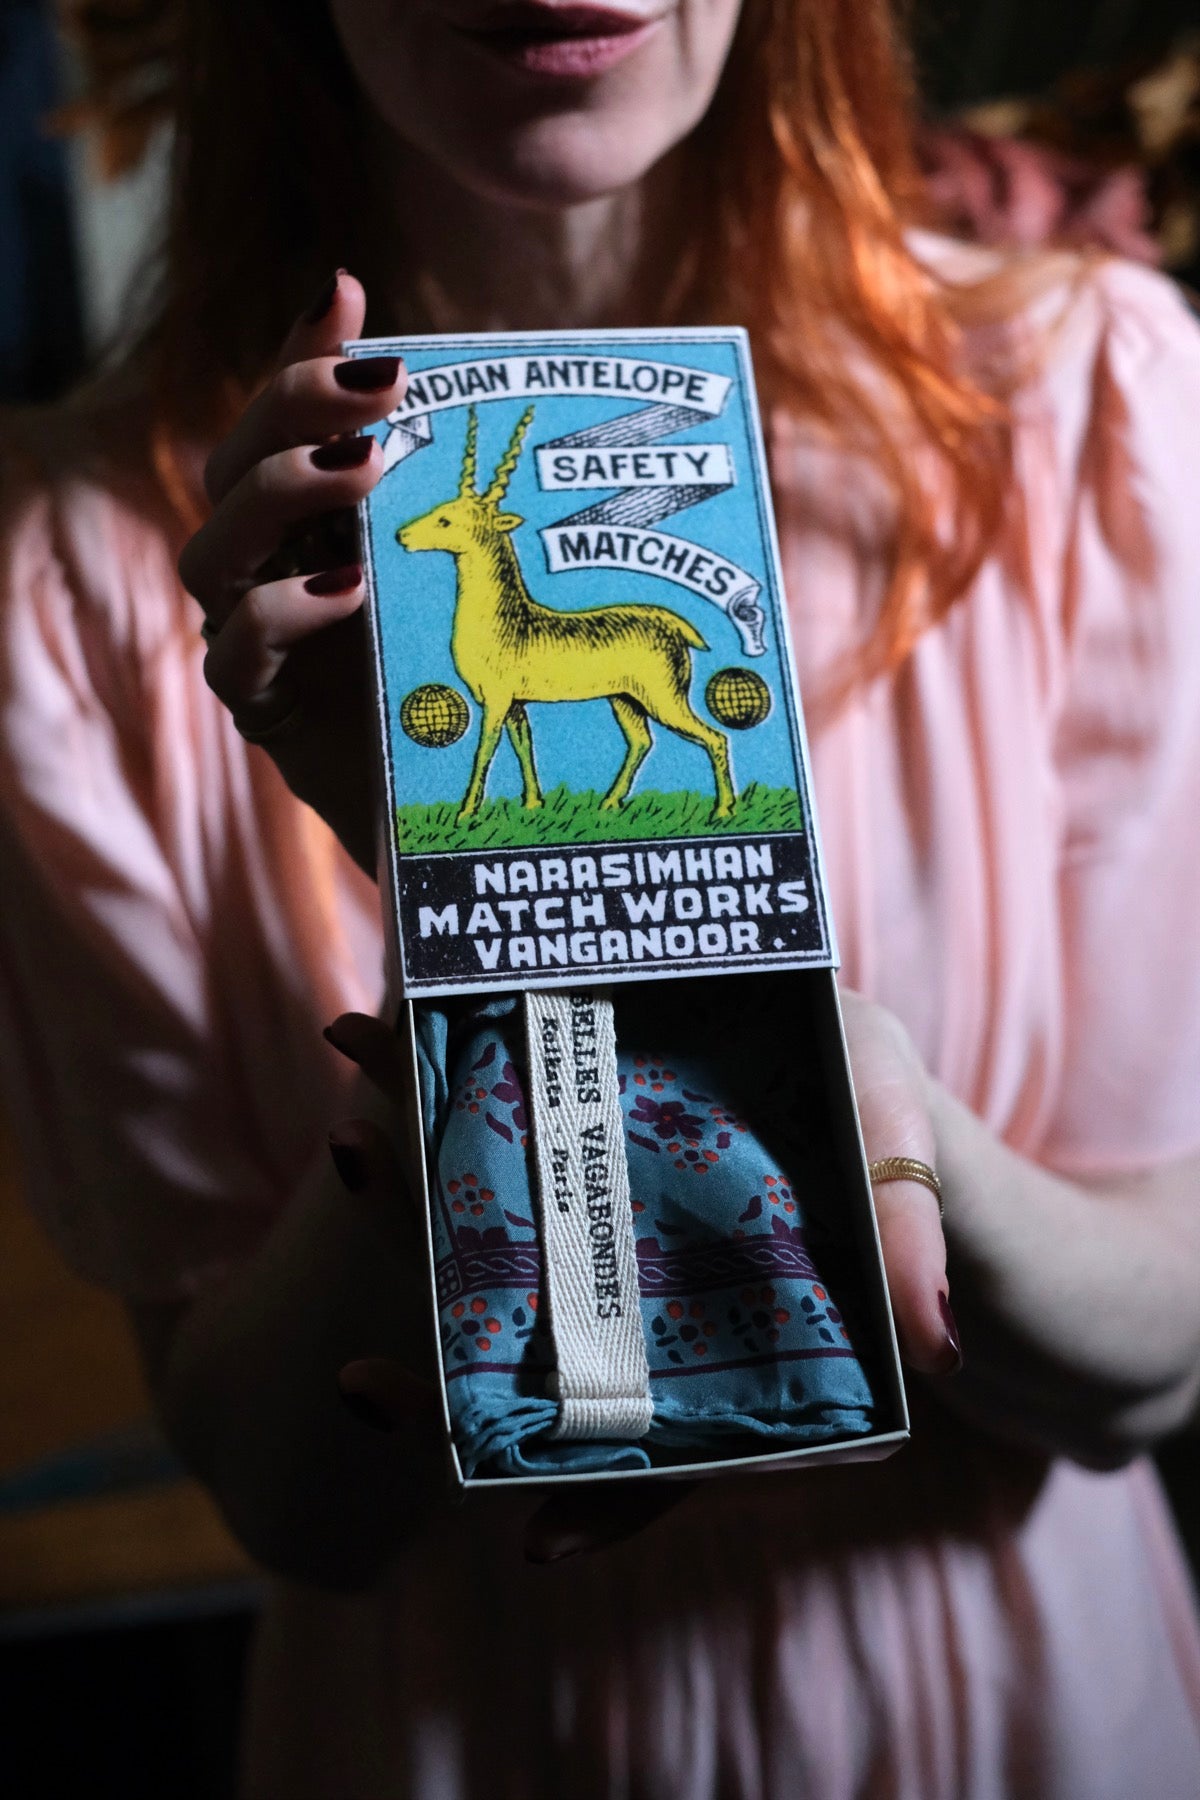 INDIAN ANTELOPE
SAFETY
MATCHES
NARASIMHAN
MATCH WORKS
VANGANOOR.
BELLES VAGABONDES
Kolkata - Paris